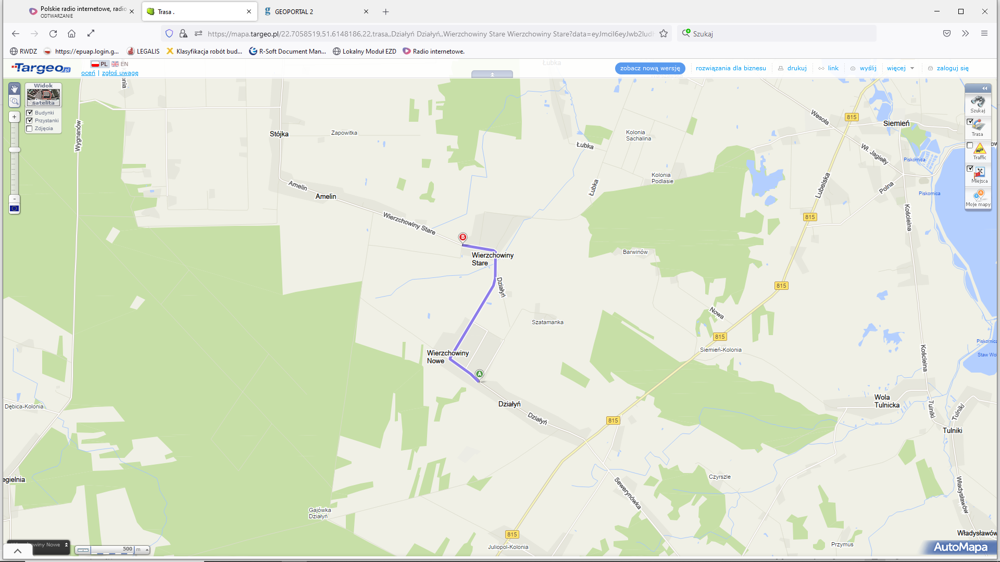 Polskie radio internetowe, radio
ODTWARZANIE
Trasa .
GEOPORTAL 2
https://mapa.targeo.pl/22.7058519,51.6148186,22,trasa,,Działyń Działyń,,Wierzchowiny Stare Wierzchowiny Stare?data=
Szukaj
RWDZ
https://epuap.login.g...
LEGALIS
Klasyfikacja robót bud...
R-Soft Document Man...
Lokalny Moduł EZD
Radio internetowe.
Targeo.pl
PL
EN
oceń | zgłoś uwagę
Łubka
zobacz nową wersję
rozwiązania dla biznesu
drukuj
link
wyślij
więcej
zaloguj się
Widok
satelita
Budynki
Przystanki
Zdjęcia
+
-
Szukaj
Trasa
Traffic
Miejsca
Moje mapy
Wygnanów
Stójka
Zapowitka
Kolonia
Sachalina
Łubka
Wesoła
815
Siemień
Wł. Jagiełły
Piskornica
Kolonia
Podlasie
Łubka
Lubelska
Polna
Piskornica
Amelin
Amelin
Wierzchowiny Stare
815
Kościelna
B
Wierzchowiny
Stare
Barwinów
Działyń
815
Nowa
Szatamanka
815
Siemień-Kolonia
Piskornica
Staw Wo
Kościelna
Wierzchowiny
Nowe
A
Działyń
Działyń
Dębica-Kolonia
Wola
Tulnicka
Tulniki
Tulniki
Tulniki
815
Czyrszle
Sewerynówka
Władysławów
egielnia
Gajówka
Działyń
815
Juliopol-Kolonia
Władysławów
Przymus
AutoMapa
howiny Nowe
500 m